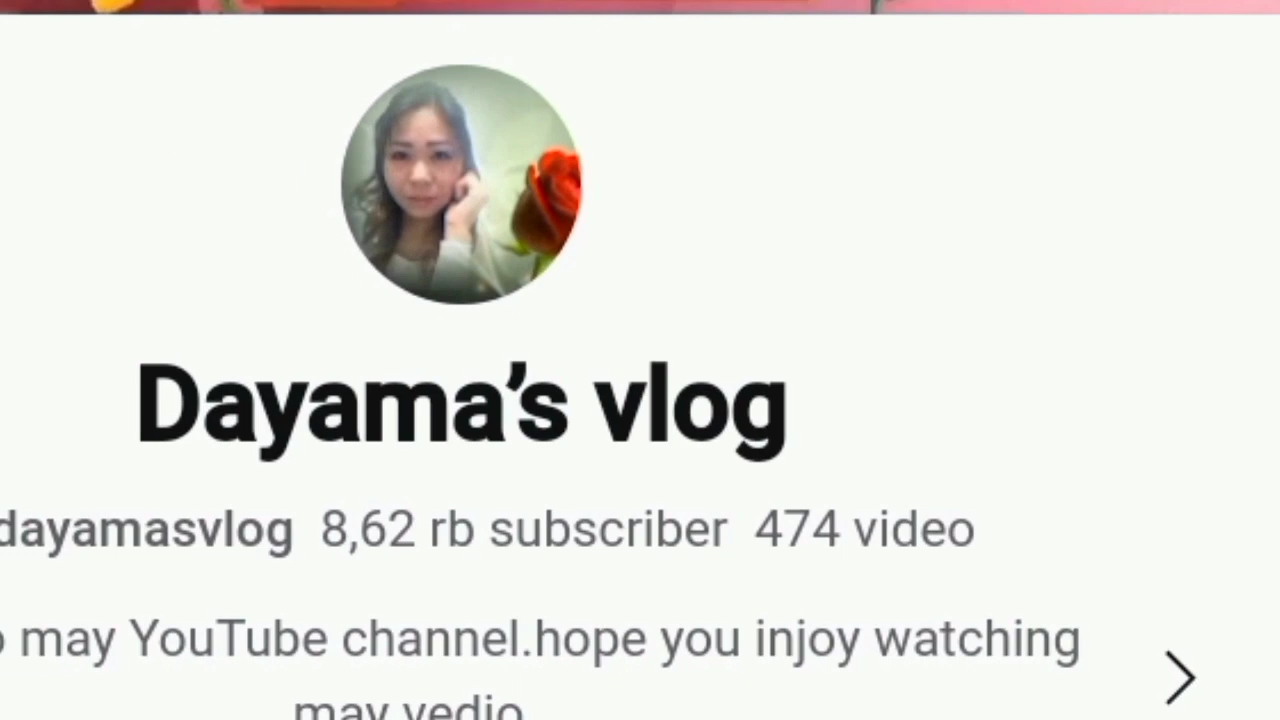 Dayama’s vlog
dayamasvlog 8,62 rb subscriber 474 video
may YouTube channel.hope you injoy watching
may vedio